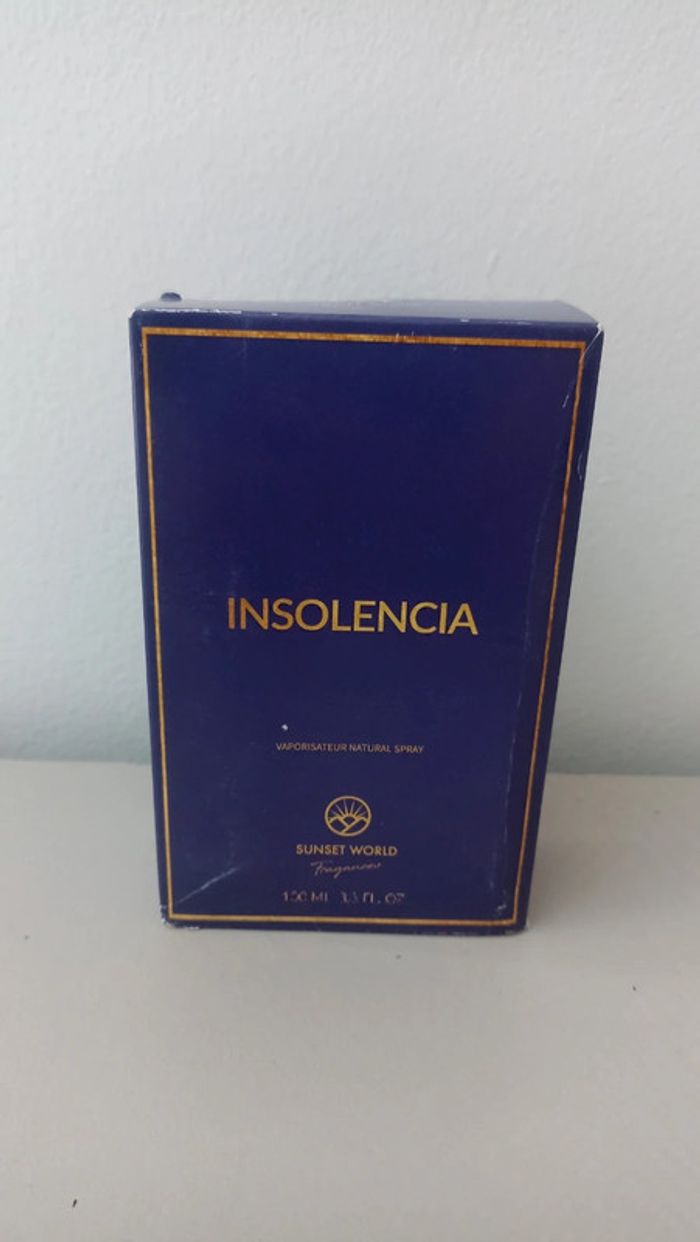 INSOLENCIA
VAPORISATEUR NATURAL SPRAY
SUNSET WORLD
Fragances
100 ML 3.3 FL. OZ